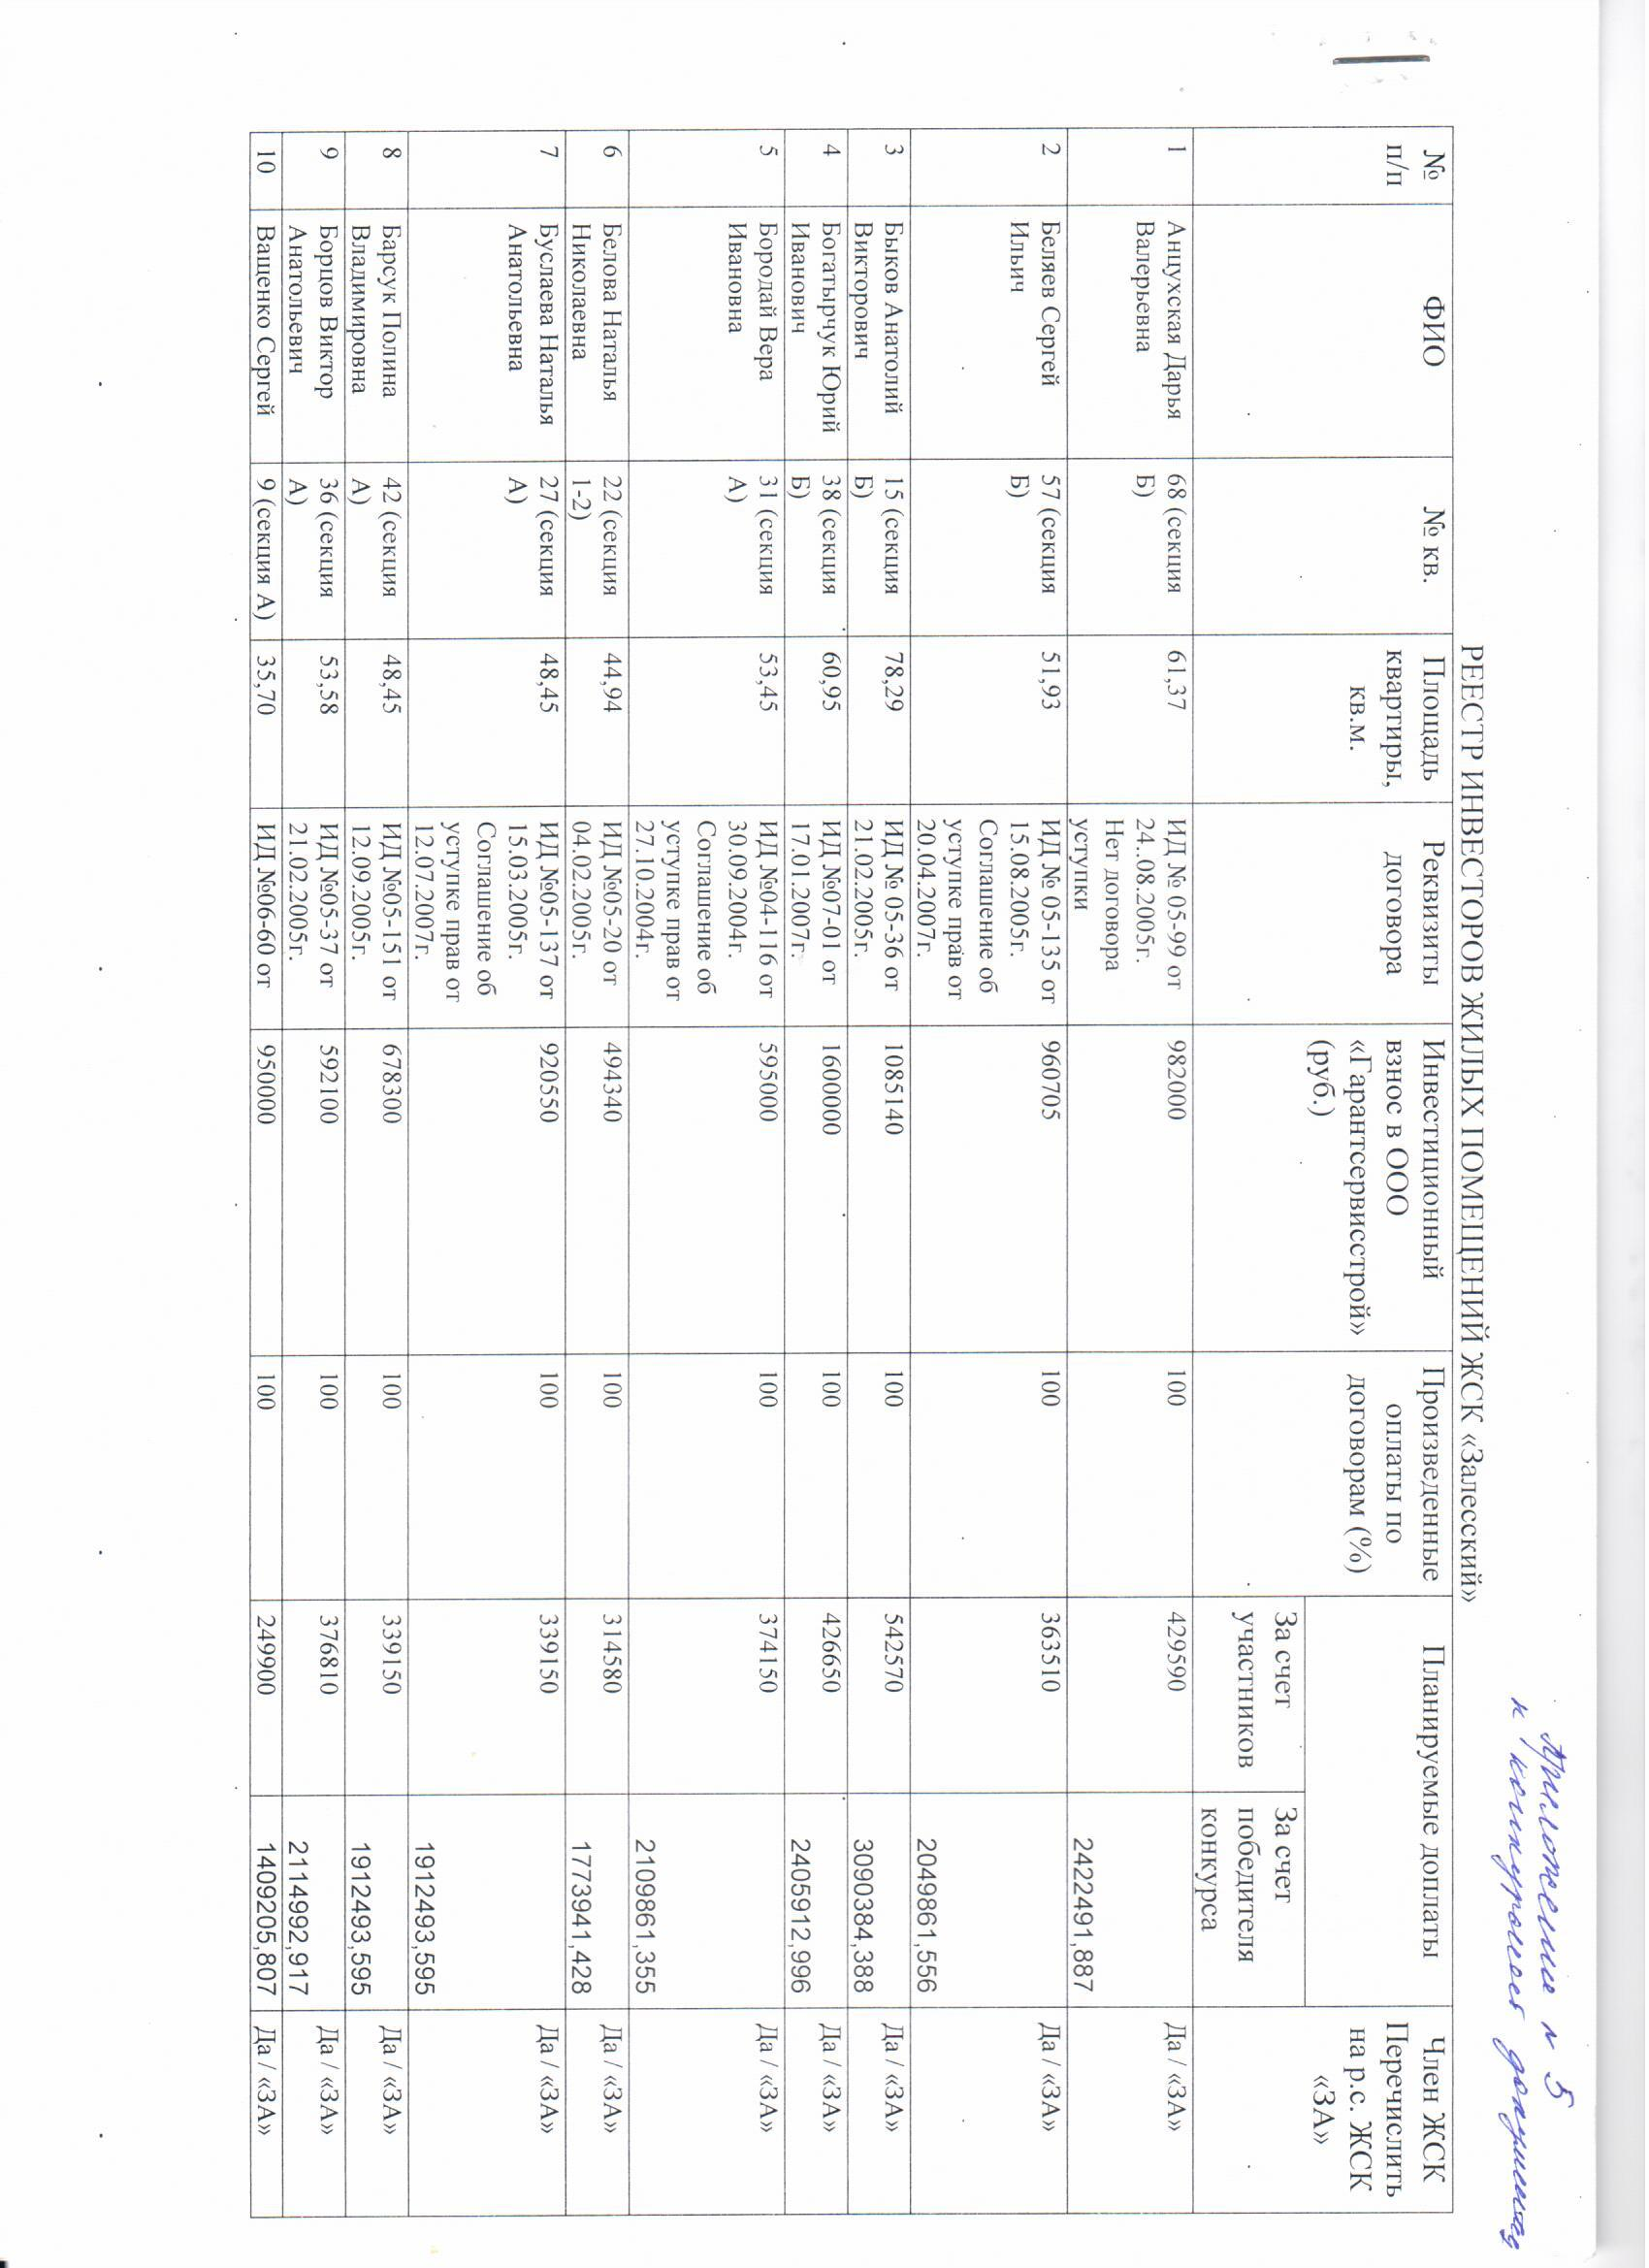 Приложение № 5
к конкурсной документации
РЕЕСТР ИНВЕСТОРОВ ЖИЛЫХ ПОМЕЩЕНИЙ ЖСК «Залесский»
№ п/п | ФИО | № кв. | Площадь квартиры, кв.м. | Реквизиты договора | Инвестиционный взнос в ООО «Гарантсервисстрой» (руб.) | Произведенные оплаты по договорам (%) | Планируемые доплаты | Член ЖСК Перечислить на р.с. ЖСК «ЗА»
За счет участников | За счет победителя конкурса
1 | Анцухская Дарья Валерьевна | 68 (секция Б) | 61,37 | ИД № 05-99 от 24..08.2005г. Нет договора уступки | 982000 | 100 | 429590 | 2422491,887 | Да / «ЗА»
2 | Беляев Сергей Ильич | 57 (секция Б) | 51,93 | ИД № 05-135 от 15.08.2005г. Соглашение об уступке прав от 20.04.2007г. | 960705 | 100 | 363510 | 2049861,556 | Да / «ЗА»
3 | Быков Анатолий Викторович | 15 (секция Б) | 78,29 | ИД № 05-36 от 21.02.2005г. | 1085140 | 100 | 542570 | 3090384,388 | Да / «ЗА»
4 | Богатырчук Юрий Иванович | 38 (секция Б) | 60,95 | ИД №07-01 от 17.01.2007г. | 1600000 | 100 | 426650 | 2405912,996 | Да / «ЗА»
5 | Бородай Вера Ивановна | 31 (секция А) | 53,45 | ИД №04-116 от 30.09.2004г. Соглашение об уступке прав от 27.10.2004г. | 595000 | 100 | 374150 | 2109861,355 | Да / «ЗА»
6 | Белова Наталья Николаевна | 22 (секция 1-2) | 44,94 | ИД №05-20 от 04.02.2005г. | 494340 | 100 | 314580 | 1773941,428 | Да / «ЗА»
7 | Буслаева Наталья Анатольевна | 27 (секция А) | 48,45 | ИД №05-137 от 15.03.2005г. Соглашение об уступке прав от 12.07.2007г. | 920550 | 100 | 339150 | 1912493,595 | Да / «ЗА»
8 | Барсук Полина Владимировна | 42 (секция А) | 48,45 | ИД №05-151 от 12.09.2005г. | 678300 | 100 | 339150 | 1912493,595 | Да / «ЗА»
9 | Борцов Виктор Анатольевич | 36 (секция А) | 53,58 | ИД №05-37 от 21.02.2005г. | 592100 | 100 | 376810 | 2114992,917 | Да / «ЗА»
10 | Ващенко Сергей | 9 (секция А) | 35,70 | ИД №06-60 от | 950000 | 100 | 249900 | 1409205,807 | Да / «ЗА»